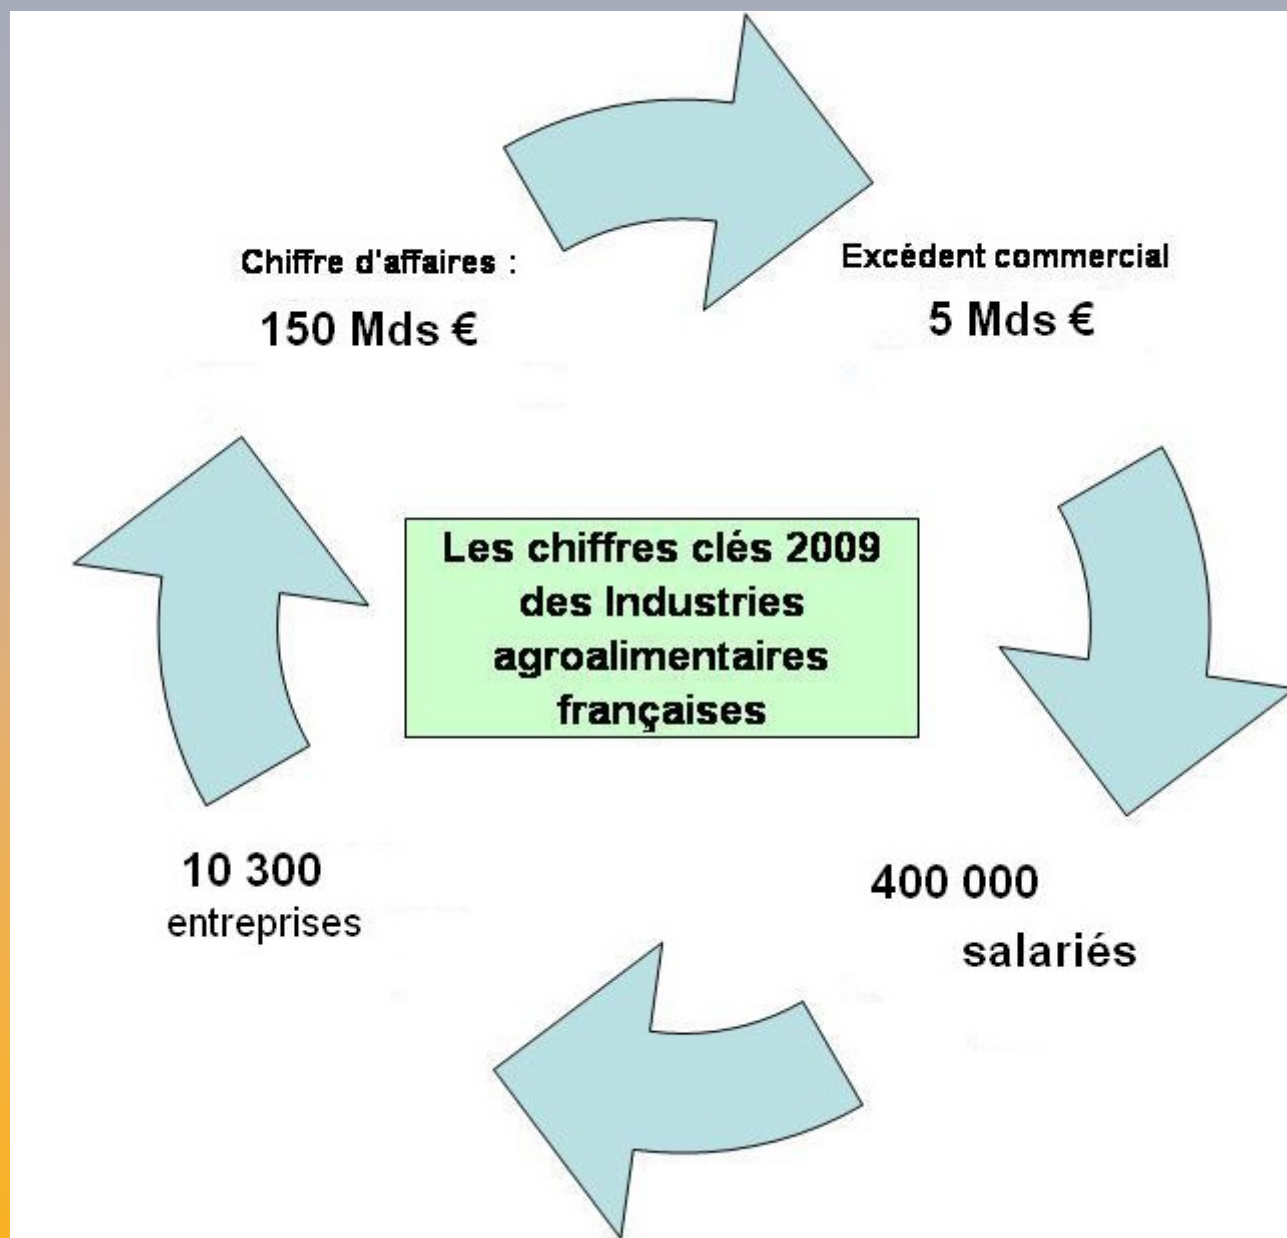 Chiffre d'affaires :
150 Mds €
Excédent commercial
5 Mds €
Les chiffres clés 2009
des Industries
agroalimentaires
françaises
10 300
entreprises
400 000
salariés